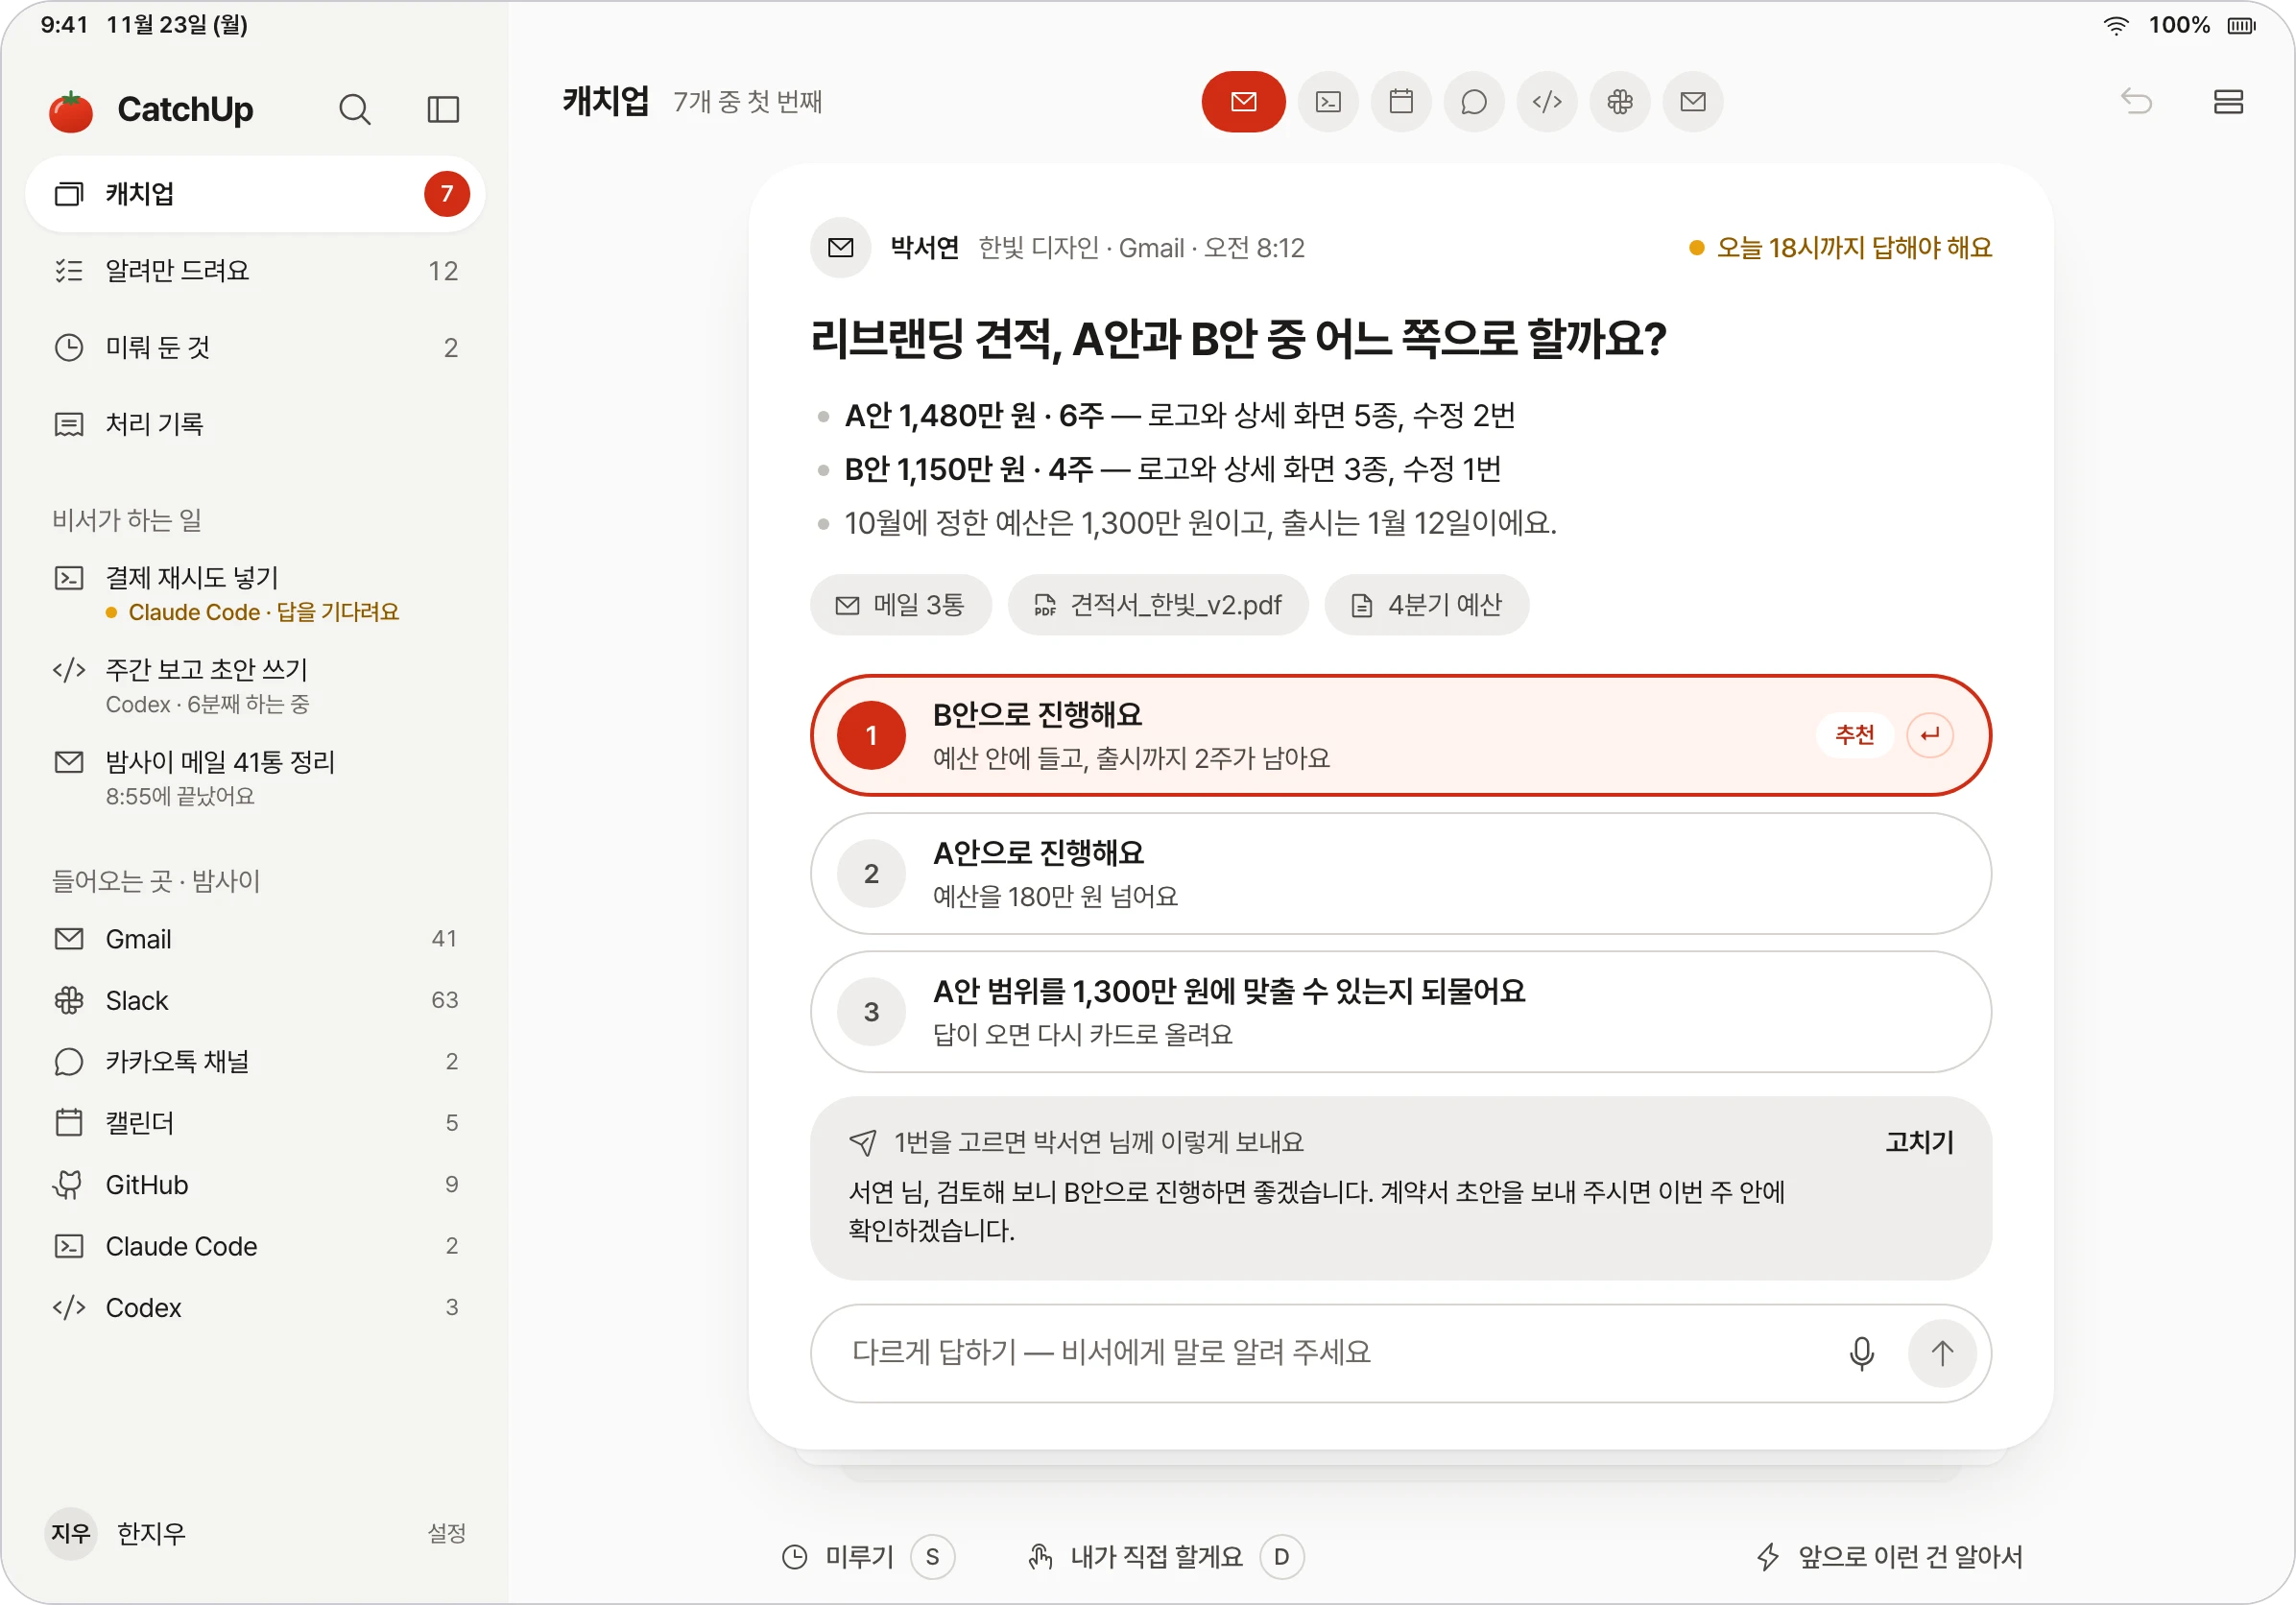 9:41 11월 23일 (월)
100%
CatchUp
캐치업 7
알려만 드려요 12
미뤄 둔 것 2
처리 기록
비서가 하는 일
결제 재시도 넣기
Claude Code · 답을 기다려요
주간 보고 초안 쓰기
Codex · 6분째 하는 중
밤사이 메일 41통 정리
8:55에 끝났어요
들어오는 곳 · 밤사이
Gmail 41
Slack 63
카카오톡 채널 2
캘린더 5
GitHub 9
Claude Code 2
Codex 3
지우 한지우 설정
캐치업 7개 중 첫 번째
박서연 한빛 디자인 · Gmail · 오전 8:12 오늘 18시까지 답해야 해요
리브랜딩 견적, A안과 B안 중 어느 쪽으로 할까요?
A안 1,480만 원 · 6주 — 로고와 상세 화면 5종, 수정 2번
B안 1,150만 원 · 4주 — 로고와 상세 화면 3종, 수정 1번
10월에 정한 예산은 1,300만 원이고, 출시는 1월 12일이에요.
메일 3통 PDF 견적서_한빛_v2.pdf 4분기 예산
1 B안으로 진행해요 추천
예산 안에 들고, 출시까지 2주가 남아요
2 A안으로 진행해요
예산을 180만 원 넘어요
3 A안 범위를 1,300만 원에 맞출 수 있는지 되물어요
답이 오면 다시 카드로 올려요
1번을 고르면 박서연 님께 이렇게 보내요 고치기
서연 님, 검토해 보니 B안으로 진행하면 좋겠습니다. 계약서 초안을 보내 주시면 이번 주 안에
확인하겠습니다.
다르게 답하기 — 비서에게 말로 알려 주세요
미루기 S 내가 직접 할게요 D 앞으로 이런 건 알아서